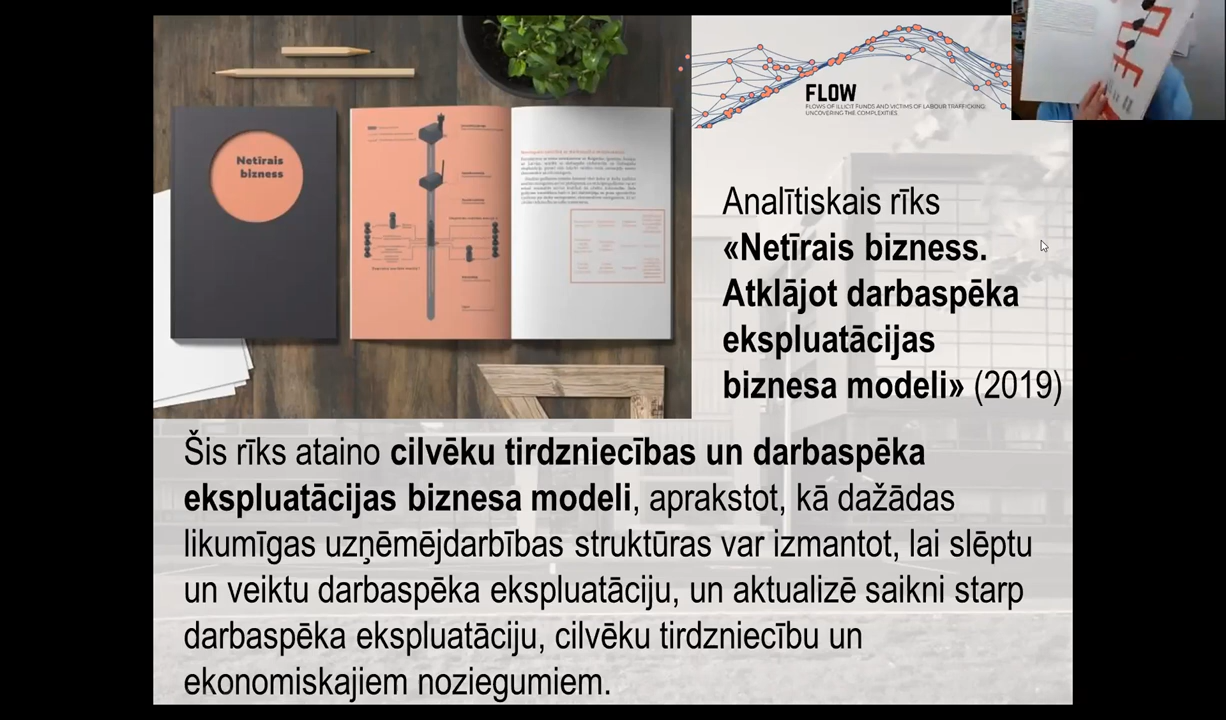 Netīrais
bizness
FLOW
FLOWS OF ILLICIT FUNDS AND VICTIMS OF LABOUR TRAFFICKING:
UNCOVERING THE COMPLEXITIES
Analītiskais rīks
«Netīrais bizness.
Atklājot darbaspēka
ekspluatācijas
biznesa modeli» (2019)
Šis rīks ataino cilvēku tirdzniecības un darbaspēka
ekspluatācijas biznesa modeli, aprakstot, kā dažādas
likumīgas uzņēmējdarbības struktūras var izmantot, lai slēptu
un veiktu darbaspēka ekspluatāciju, un aktualizē saikni starp
darbaspēka ekspluatāciju, cilvēku tirdzniecību un
ekonomiskajiem noziegumiem.